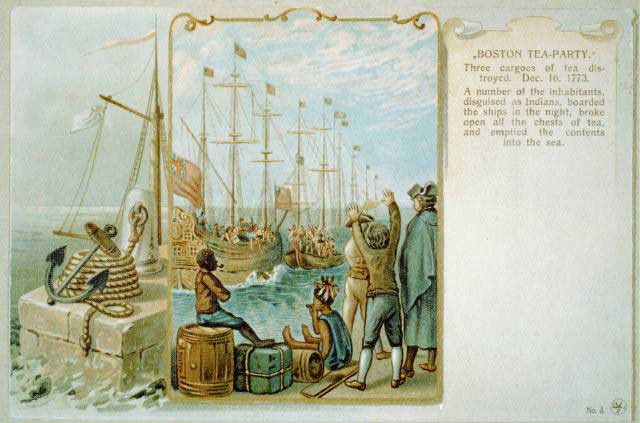 „BOSTON TEA-PARTY.“
Three cargoes of tea des-
troyed. Dec. 16. 1773.
A number of the inhabitants,
disguised as Indians, boarded
the ships in the night, broke
open all the chests of tea,
and emptied the contents
into the sea.
No.